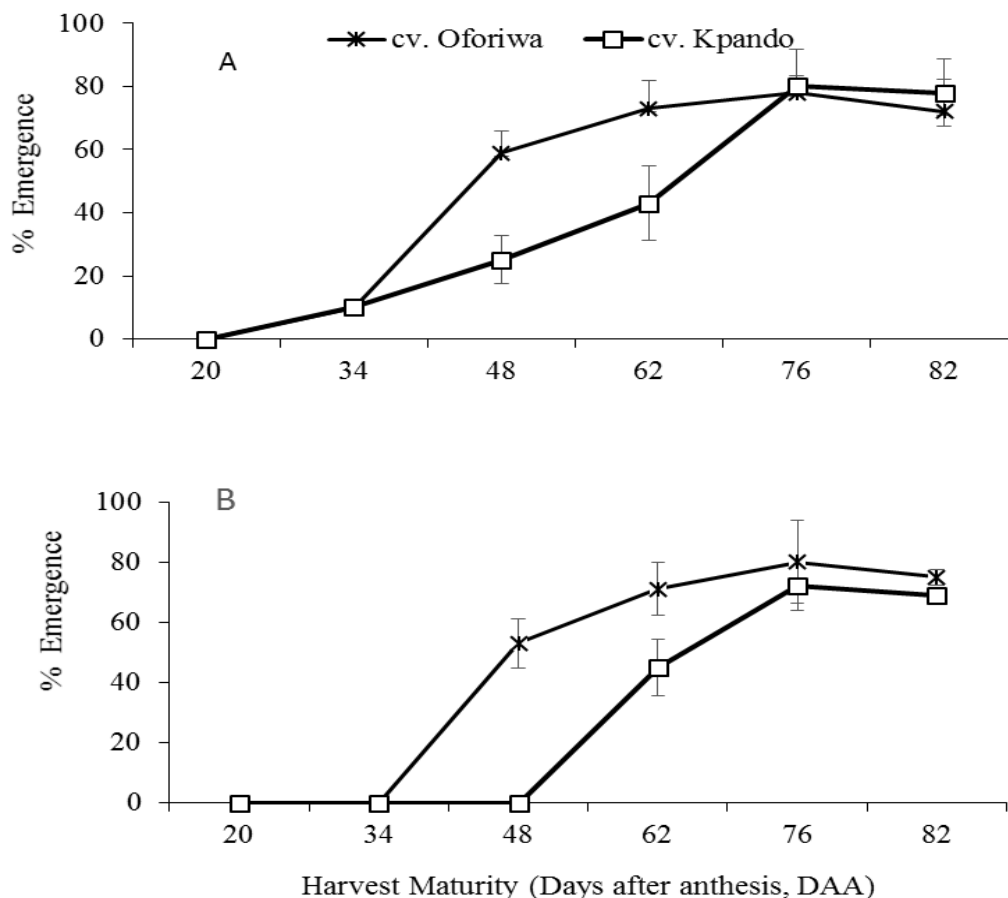 100
cv. Oforiwa cv. Kpando
A
80
60
40
20
0
% Emergence
20 34 48 62 76 82
B
100
80
60
40
20
0
% Emergence
20 34 48 62 76 82
Harvest Maturity (Days after anthesis, DAA)